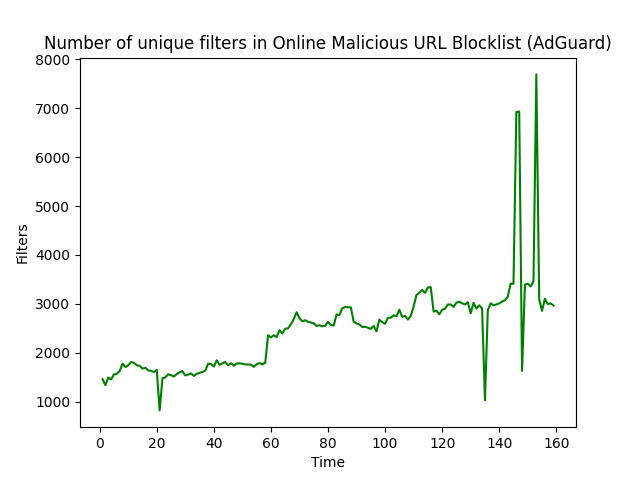 Number of unique filters in Online Malicious URL Blocklist (AdGuard)
8000
7000
6000
5000
4000
3000
2000
1000
Filters
0 20 40 60 80 100 120 140 160
Time